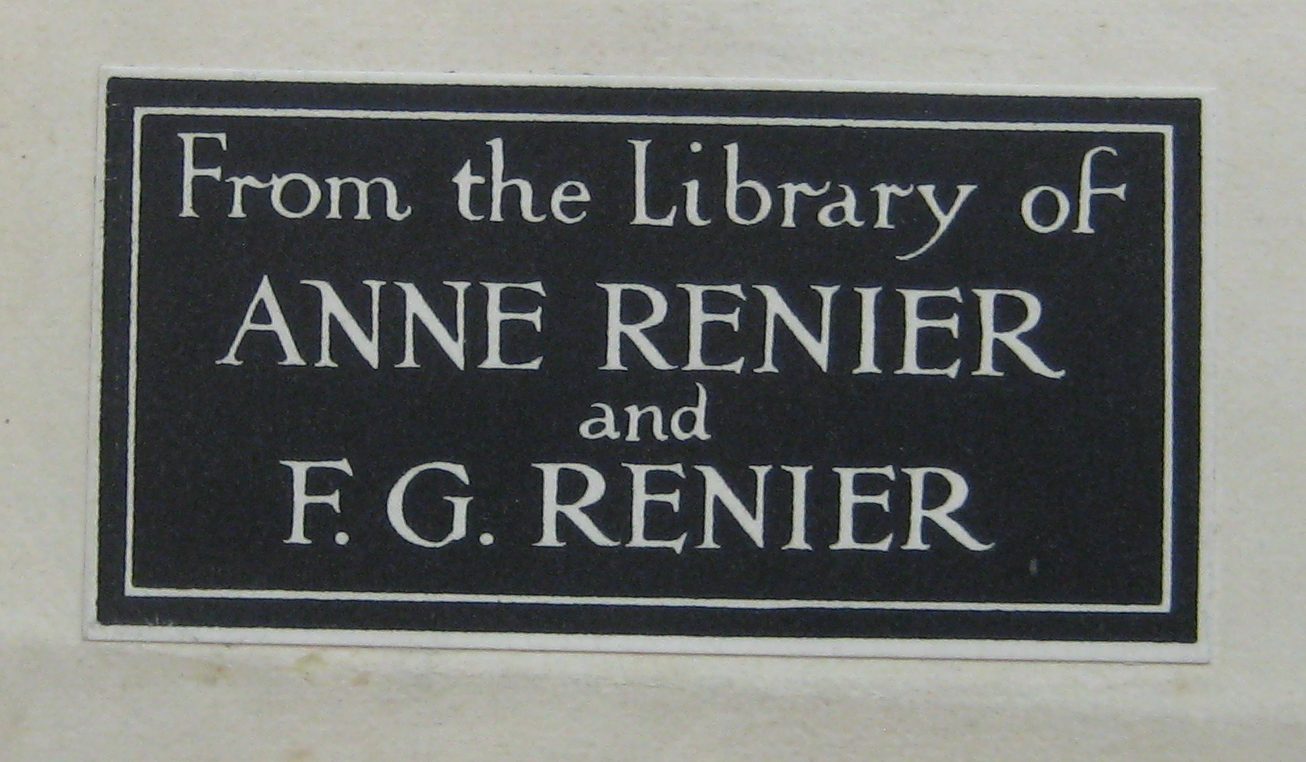 From the Library of
ANNE RENIER
and
F. G. RENIER